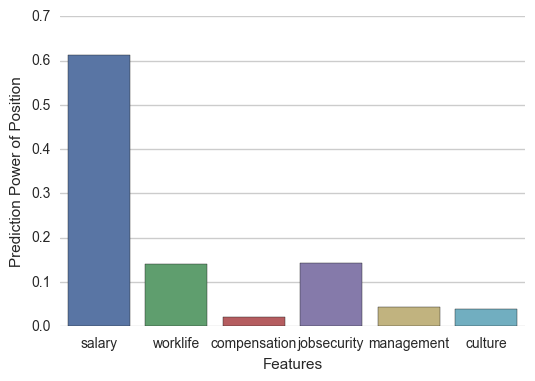 0.7
0.6
0.5
0.4
0.3
0.2
0.1
0.0
Prediction Power of Position
salary worklife compensation jobsecurity management culture
Features